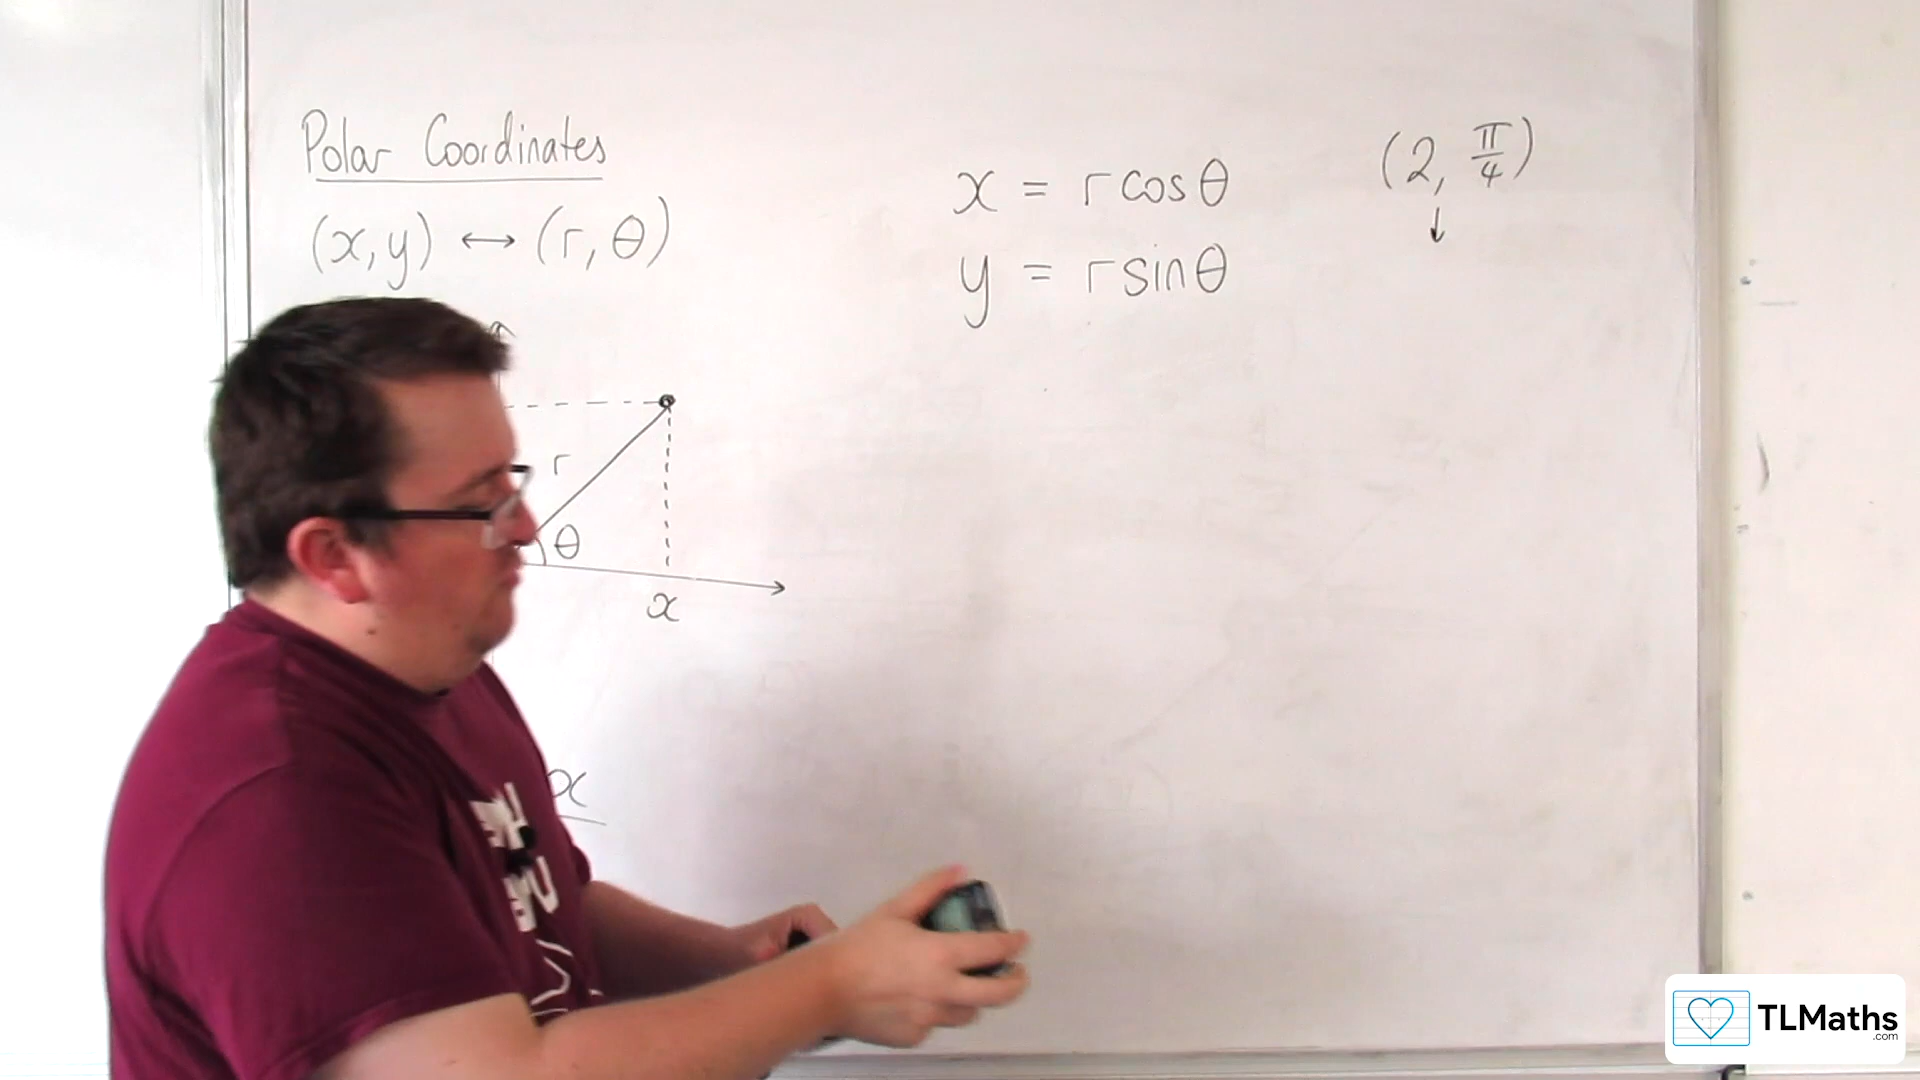 Polar Coordinates
(x, y) ↔ (r, θ)
r
θ
x
x
x = r cos θ
y = r sin θ
(2, π/4)
↓
TLMaths
.com